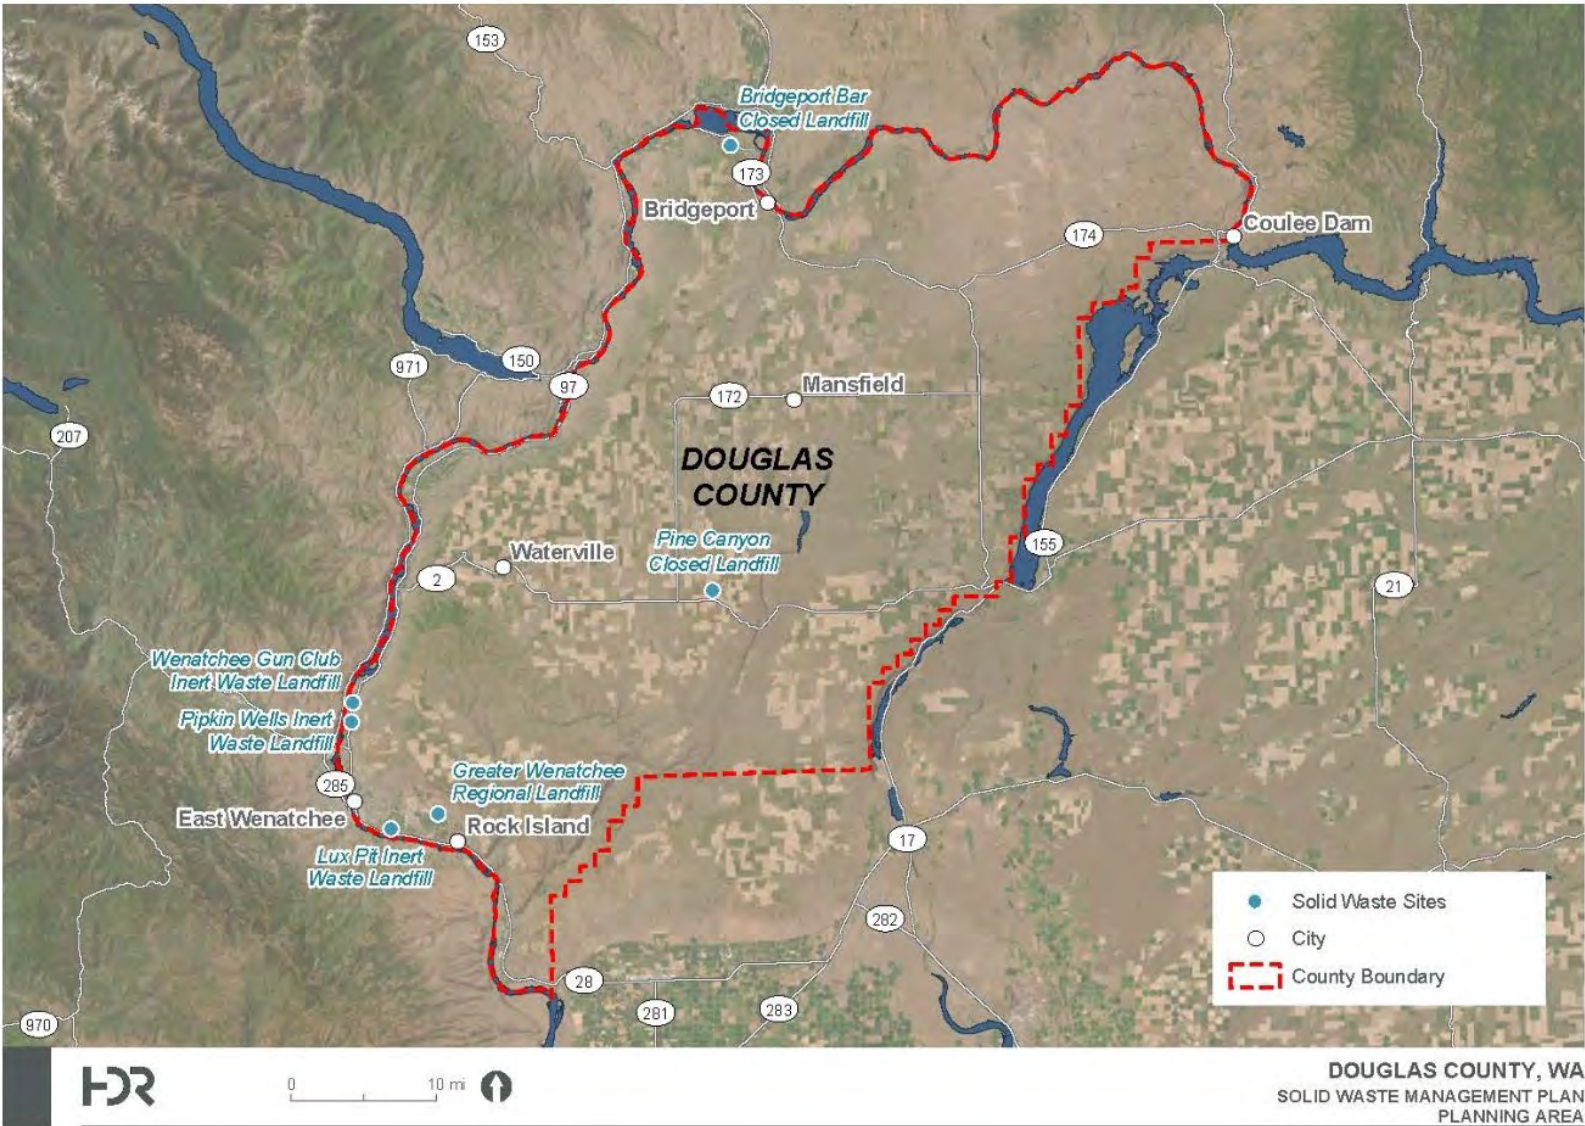 153
Bridgeport Bar
Closed Landfill
173
Bridgeport
174
Coulee Dam
971
150
97
172
Mansfield
207
DOUGLAS
COUNTY
Pine Canyon
Closed Landfill
155
Waterville
2
21
Wenatchee Gun Club
Inert Waste Landfill
Pipkin Wells Inert
Waste Landfill
285
Greater Wenatchee
Regional Landfill
East Wenatchee
Rock Island
17
Lux Pit Inert
Waste Landfill
282
28
281
283
970
Solid Waste Sites
City
County Boundary
HDR
0 10 mi
DOUGLAS COUNTY, WA
SOLID WASTE MANAGEMENT PLAN
PLANNING AREA